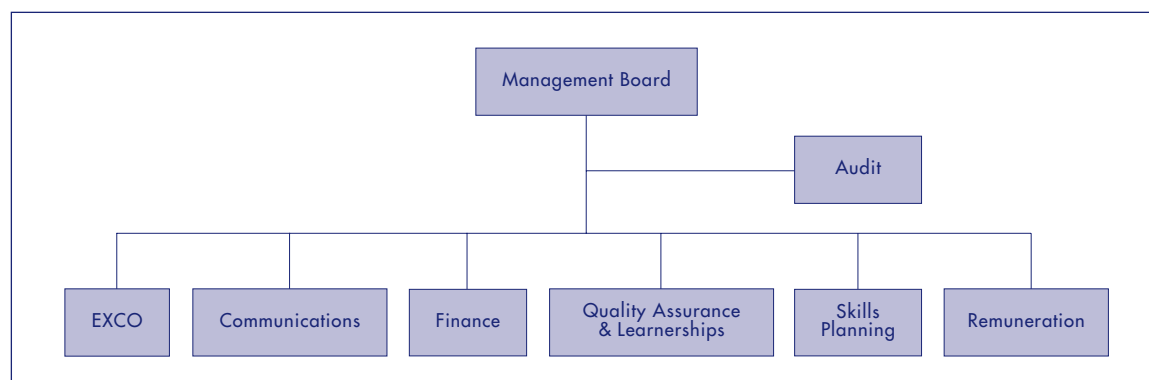 Management Board
Audit
EXCO
Communications
Finance
Quality Assurance
& Learnerships
Skills
Planning
Remuneration